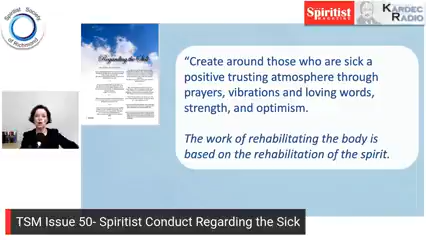 Spiritist Society
of Richmond
Spiritist
MAGAZINE
KARDEC
RADIO
Regarding the Sick
“Create around those who are sick a
positive trusting atmosphere through
prayers, vibrations and loving words,
strength, and optimism.
The work of rehabilitating the body is
based on the rehabilitation of the spirit.
TSM Issue 50- Spiritist Conduct Regarding the Sick